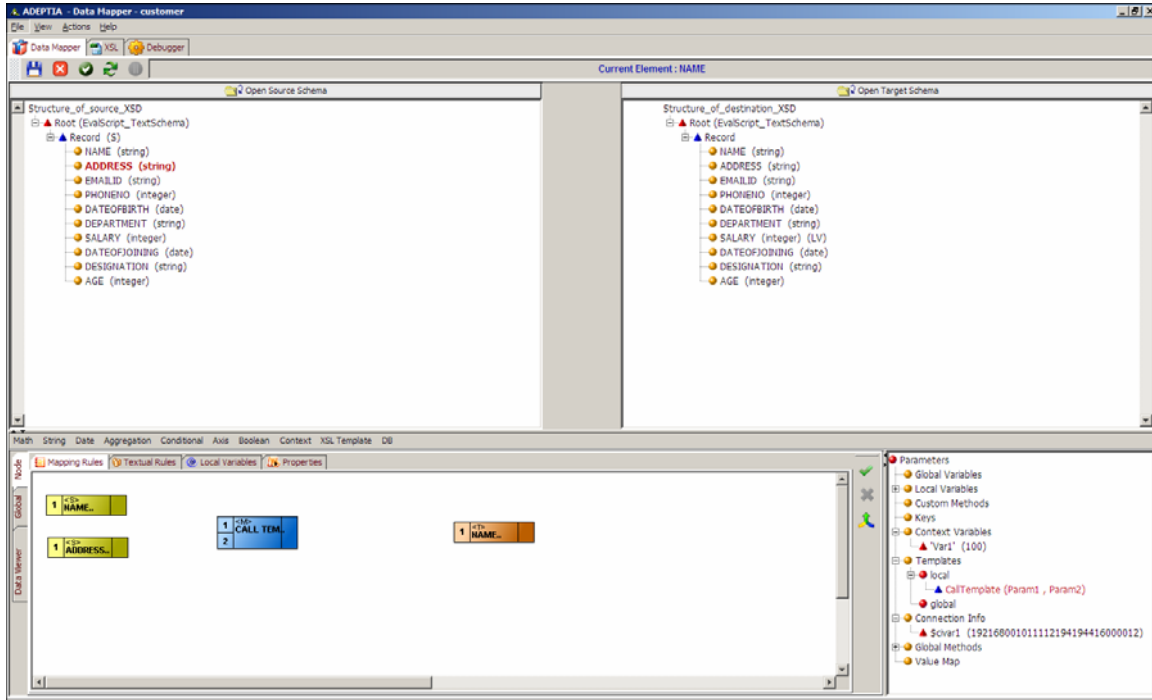 ADEPTIA - Data Mapper - customer
File View Actions Help
Data Mapper XSL Debugger
Current Element : NAME
Open Source Schema
Structure_of_source_XSD
Root (EvalScript_TextSchema)
Record (S)
NAME (string)
ADDRESS (string)
EMAILID (string)
PHONENO (integer)
DATEOFBIRTH (date)
DEPARTMENT (string)
SALARY (integer)
DATEOFJOINING (date)
DESIGNATION (string)
AGE (integer)
Open Target Schema
Structure_of_destination_XSD
Root (EvalScript_TextSchema)
Record
NAME (string)
ADDRESS (string)
EMAILID (string)
PHONENO (integer)
DATEOFBIRTH (date)
DEPARTMENT (string)
SALARY (integer) (LV)
DATEOFJOINING (date)
DESIGNATION (string)
AGE (integer)
Math String Date Aggregation Conditional Axis Boolean Context XSL Template DB
Node
Global
Data Viewer
Mapping Rules Textual Rules Local Variables Properties
1 <S> NAME..
1 <S> ADDRESS..
1 <M> CALL TEM..
2
1 <T> NAME..
Parameters
Global Variables
Local Variables
Custom Methods
Keys
Context Variables
'Var1' (100)
Templates
local
CallTemplate (Param1 , Param2)
global
Connection Info
Global Methods
Value Map